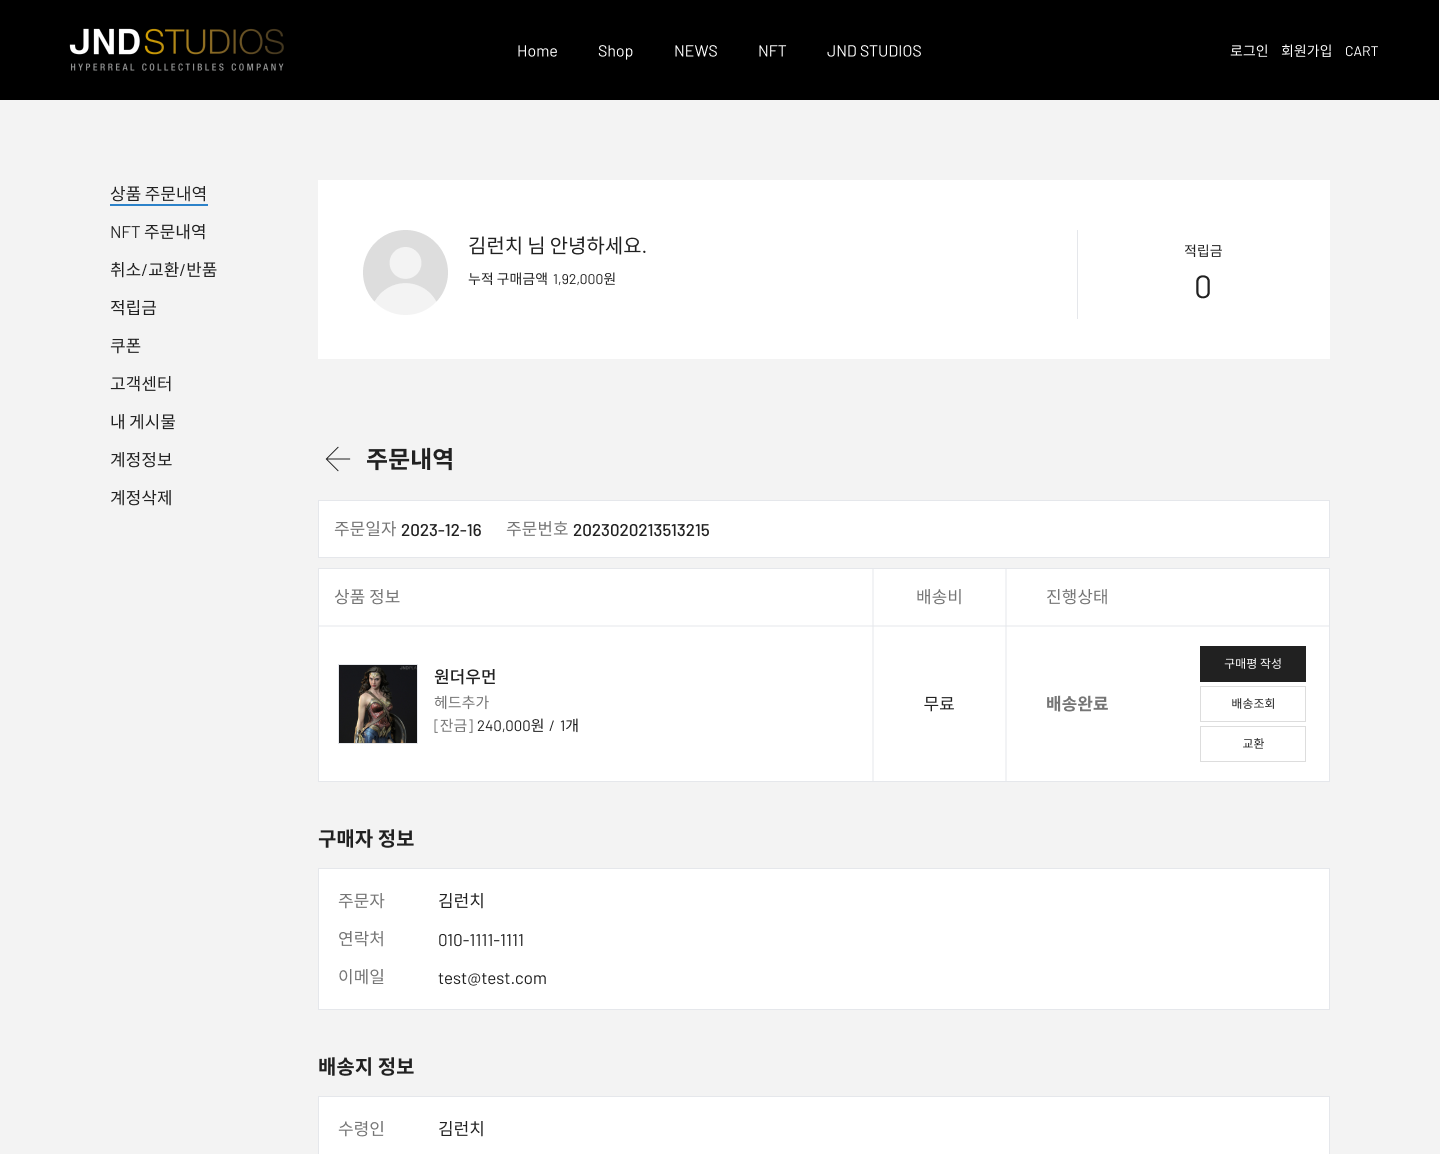 JND STUDIOS
HYPERREAL COLLECTIBLES COMPANY
Home Shop NEWS NFT JND STUDIOS
로그인 회원가입 CART
상품 주문내역
NFT 주문내역
취소/교환/반품
적립금
쿠폰
고객센터
내 게시물
계정정보
계정삭제
김런치 님 안녕하세요.
누적 구매금액 1,92,000원
적립금
0
주문내역
주문일자 2023-12-16 주문번호 2023020213513215
상품 정보 배송비 진행상태
원더우먼
헤드추가
[잔금] 240,000원 / 1개
무료
배송완료
구매평 작성
배송조회
교환
구매자 정보
주문자 김런치
연락처 010-1111-1111
이메일 test@test.com
배송지 정보
수령인 김런치